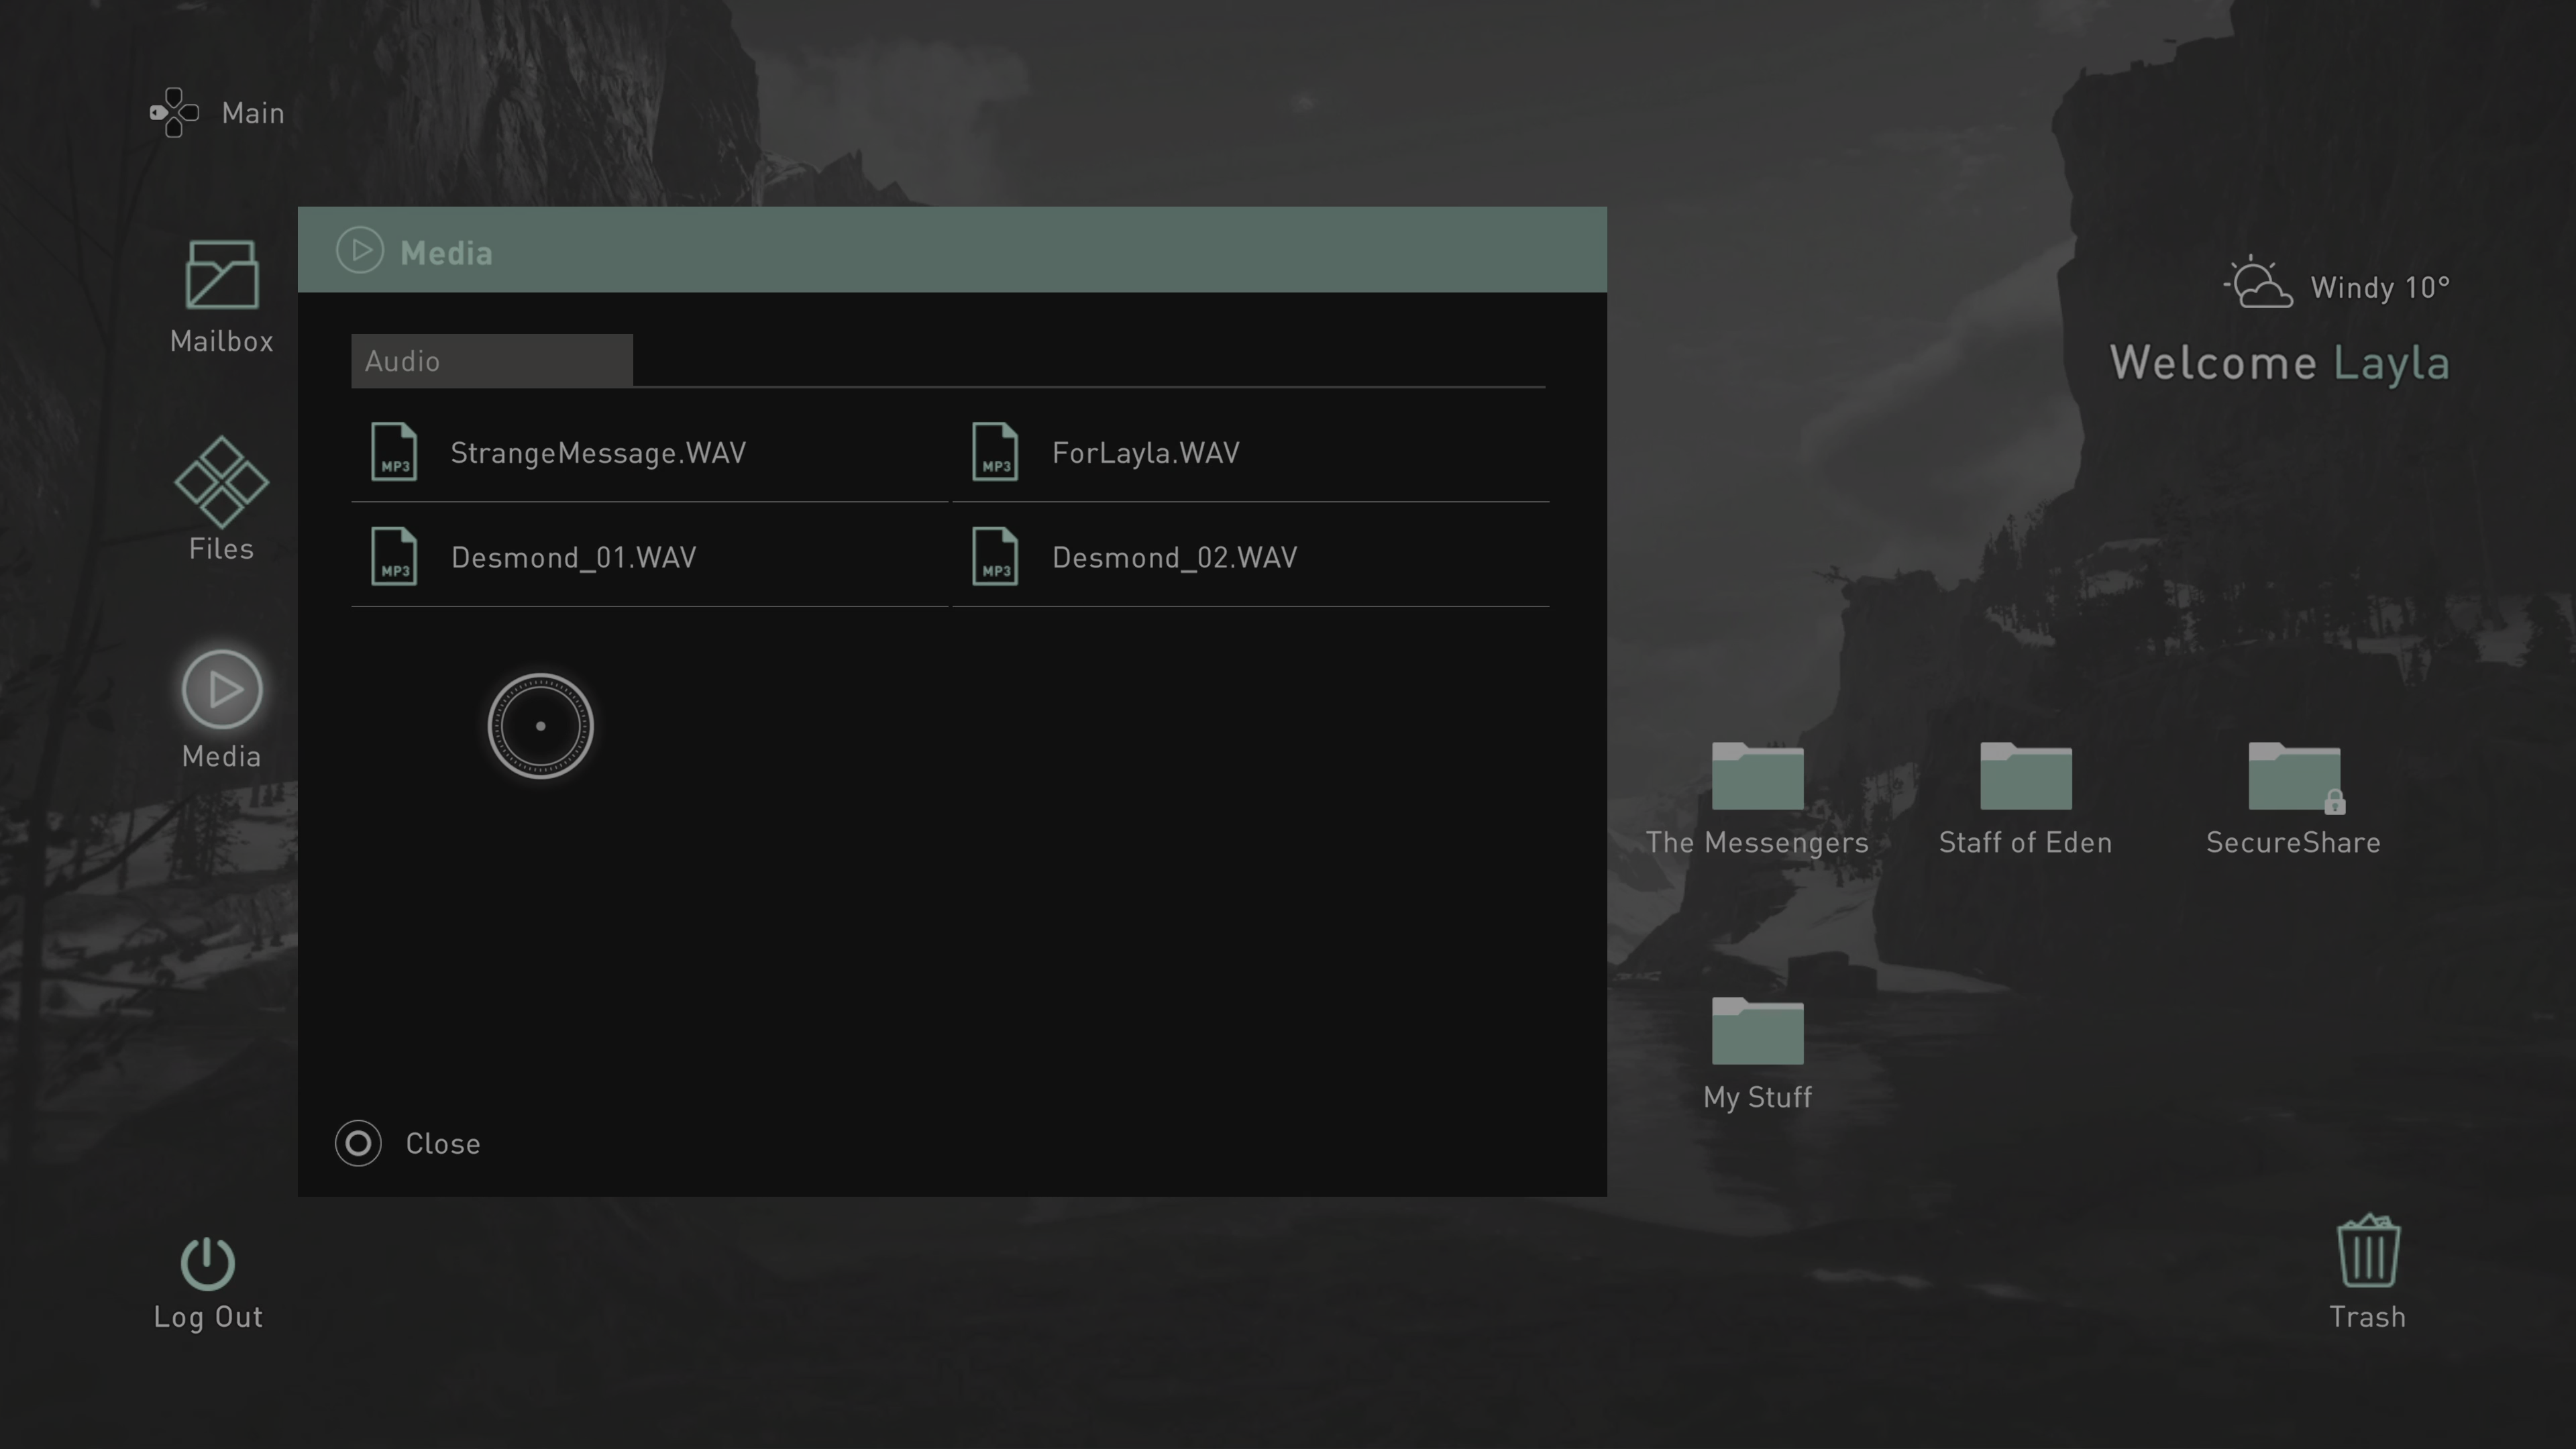 Main
Mailbox
Files
Media
Log Out
Media
Audio
MP3 StrangeMessage.WAV
MP3 ForLayla.WAV
MP3 Desmond_01.WAV
MP3 Desmond_02.WAV
Close
Windy 10°
Welcome Layla
The Messengers
Staff of Eden
SecureShare
My Stuff
Trash